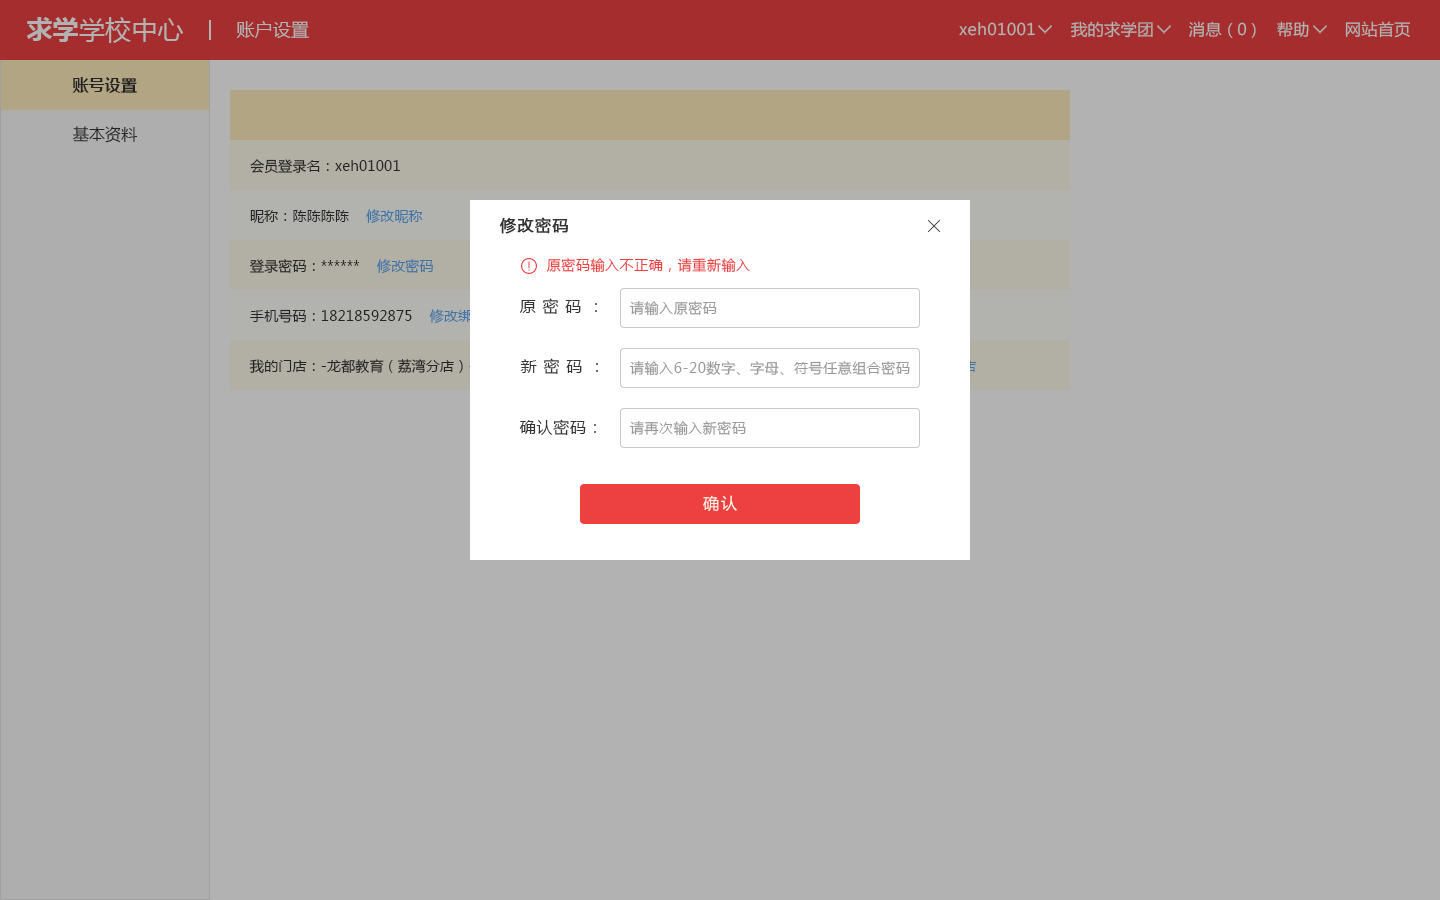 求学学校中心 | 账户设置 xeh01001 我的求学团 消息（0） 帮助 网站首页
账号设置
基本资料
会员登录名：xeh01001
昵称：陈陈陈陈 修改昵称
登录密码：****** 修改密码
手机号码：18218592875 修改绑
我的门店：-龙都教育（荔湾分店） 店
修改密码
原密码输入不正确，请重新输入
原密码： 请输入原密码
新密码： 请输入6-20数字、字母、符号任意组合密码
确认密码： 请再次输入新密码
确认